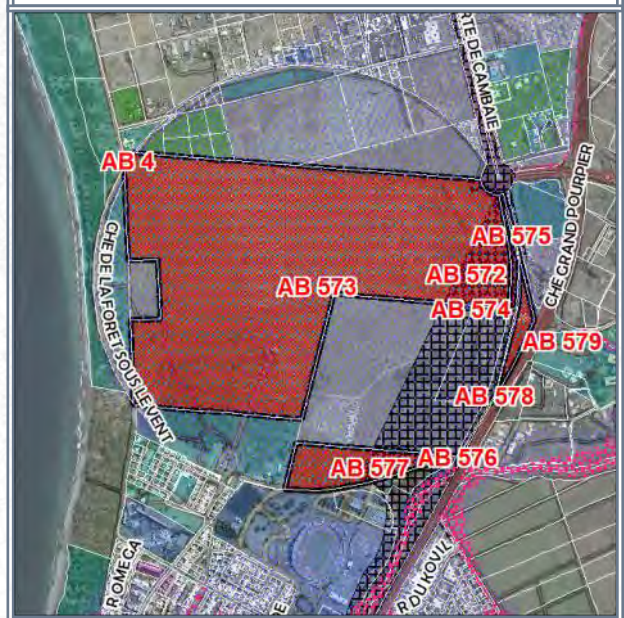 RTE DE CAMBAIE
AB 4
CHE GRAND POURPIER
AB 575
CHE DE LA FORET SOUS LE VENT
AB 572
AB 573
AB 574
AB 579
AB 578
AB 576
AB 577
R OMEGA
R DU KOVIL
DE